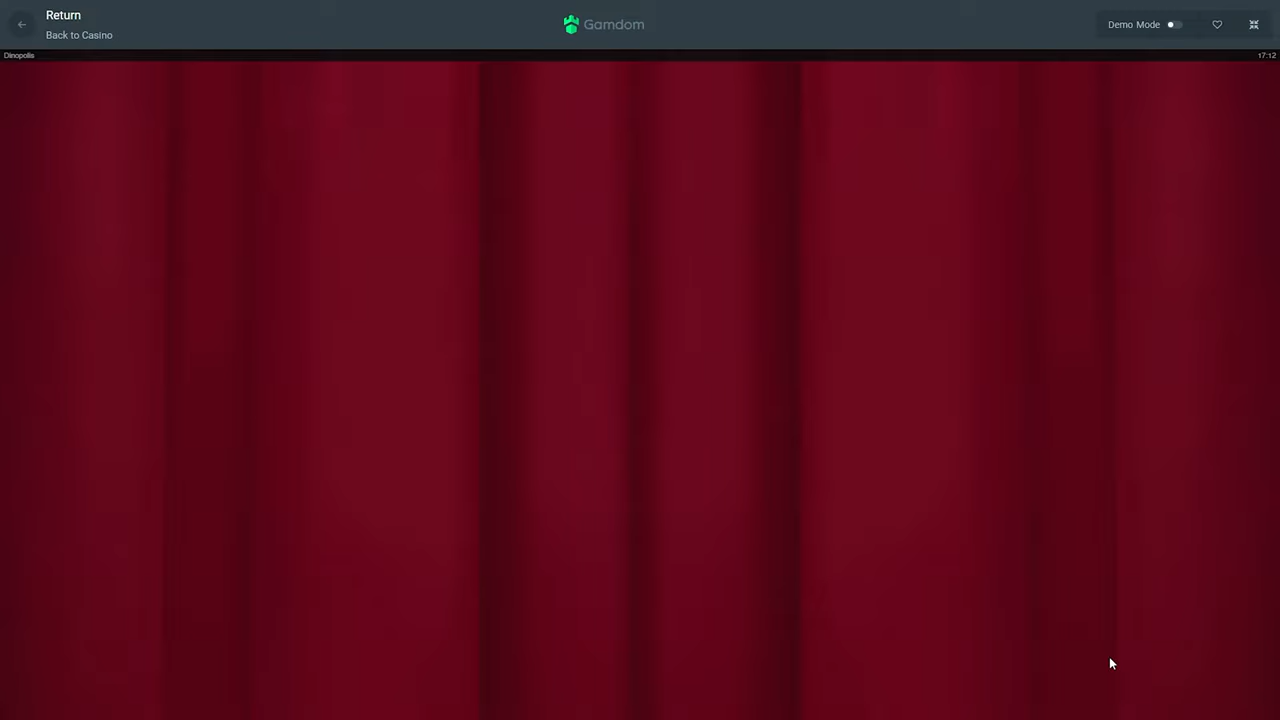 Return
Back to Casino
Gamdom
Demo Mode
Dinopolis
17:12